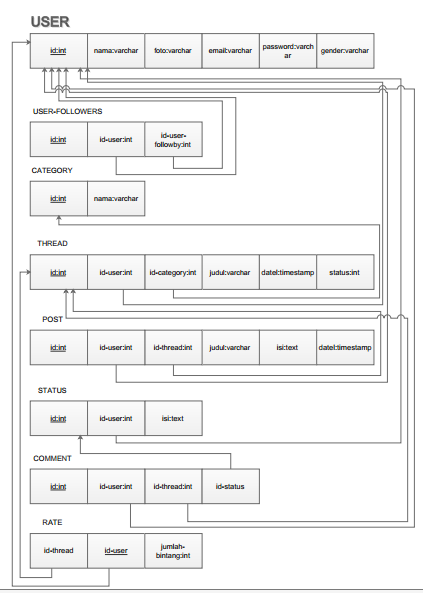 USER
id:int nama:varchar foto:varchar email:varchar password:varch gender:varchar
ar
USER-FOLLOWERS
id:int id-user:int id-user-
followby:int
CATEGORY
id:int nama:varchar
THREAD
id:int id-user:int id-category:int judul:varchar datel:timestamp status:int
POST
id:int id-user:int id-thread:int judul:varchar isi:text datel:timestamp
STATUS
id:int id-user:int isi:text
COMMENT
id:int id-user:int id-thread:int id-status
RATE
id-thread id-user jumlah-
bintang:int